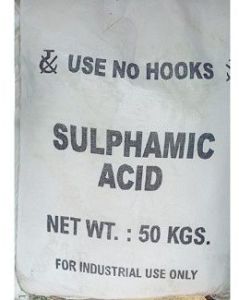 USE NO HOOKS
SULPHAMIC
ACID
NET WT. : 50 KGS.
FOR INDUSTRIAL USE ONLY